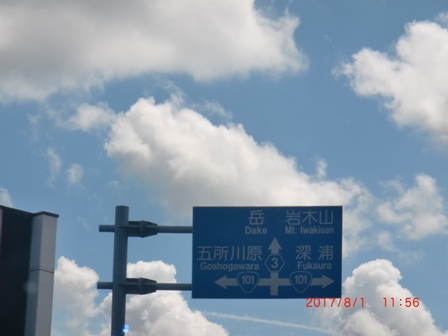 岳 岩木山
Dake Mt. Iwakisan
五所川原 3 深浦
Goshogawara Fukaura
101 101
2017/8/1 11:56